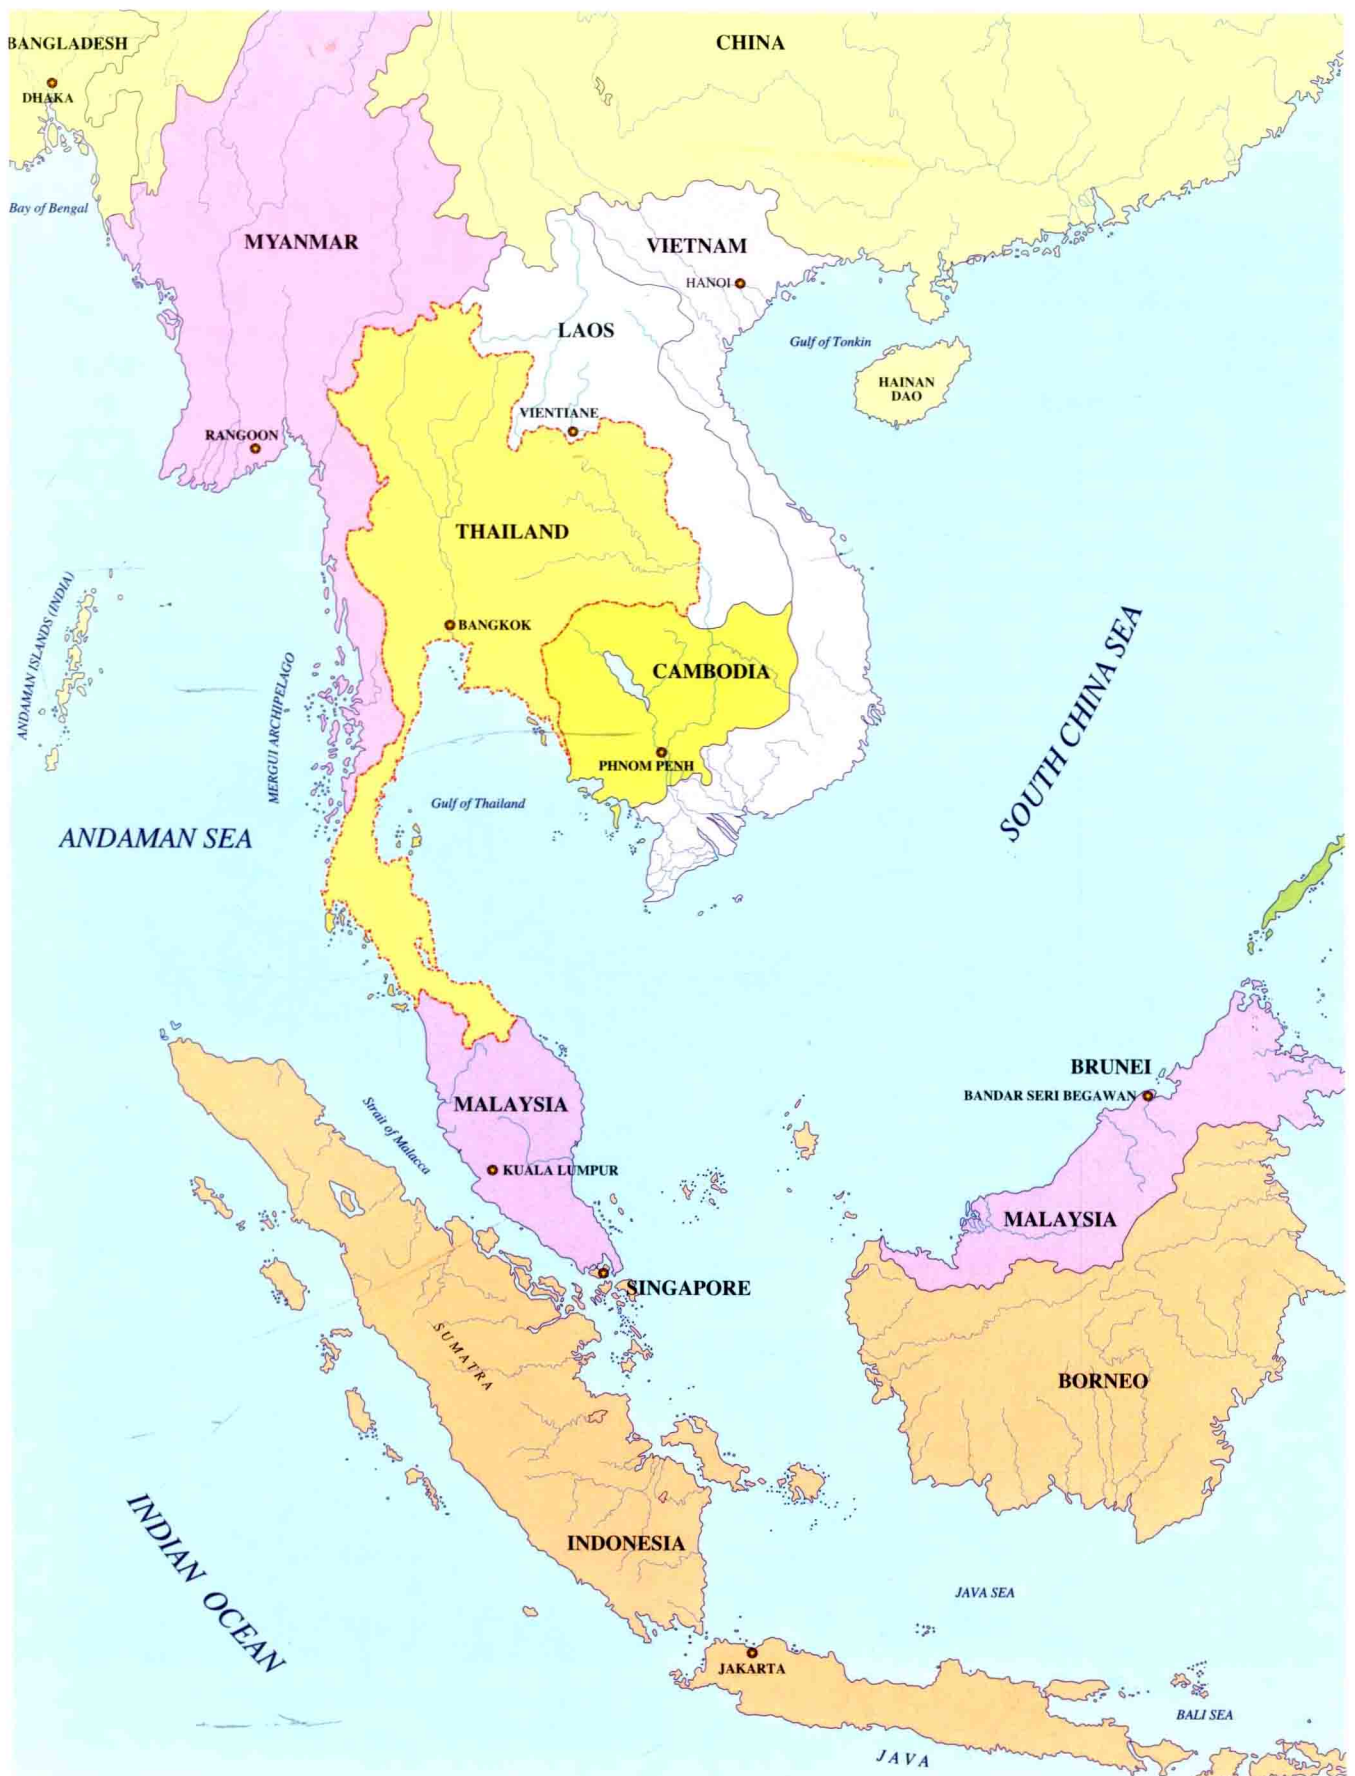 BANGLADESH
CHINA
DHAKA
Bay of Bengal
MYANMAR
VIETNAM
HANOI
LAOS
Gulf of Tonkin
HAINAN
DAO
VIENTIANE
RANGOON
THAILAND
ANDAMAN ISLANDS (INDIA)
BANGKOK
CAMBODIA
MERGUI ARCHIPELAGO
SOUTH CHINA SEA
PHNOM PENH
Gulf of Thailand
ANDAMAN SEA
BRUNEI
BANDAR SERI BEGAWAN
MALAYSIA
Strait of Malacca
KUALA LUMPUR
MALAYSIA
SINGAPORE
SUMATRA
BORNEO
INDIAN OCEAN
INDONESIA
JAVA SEA
JAKARTA
BALI SEA
JAVA